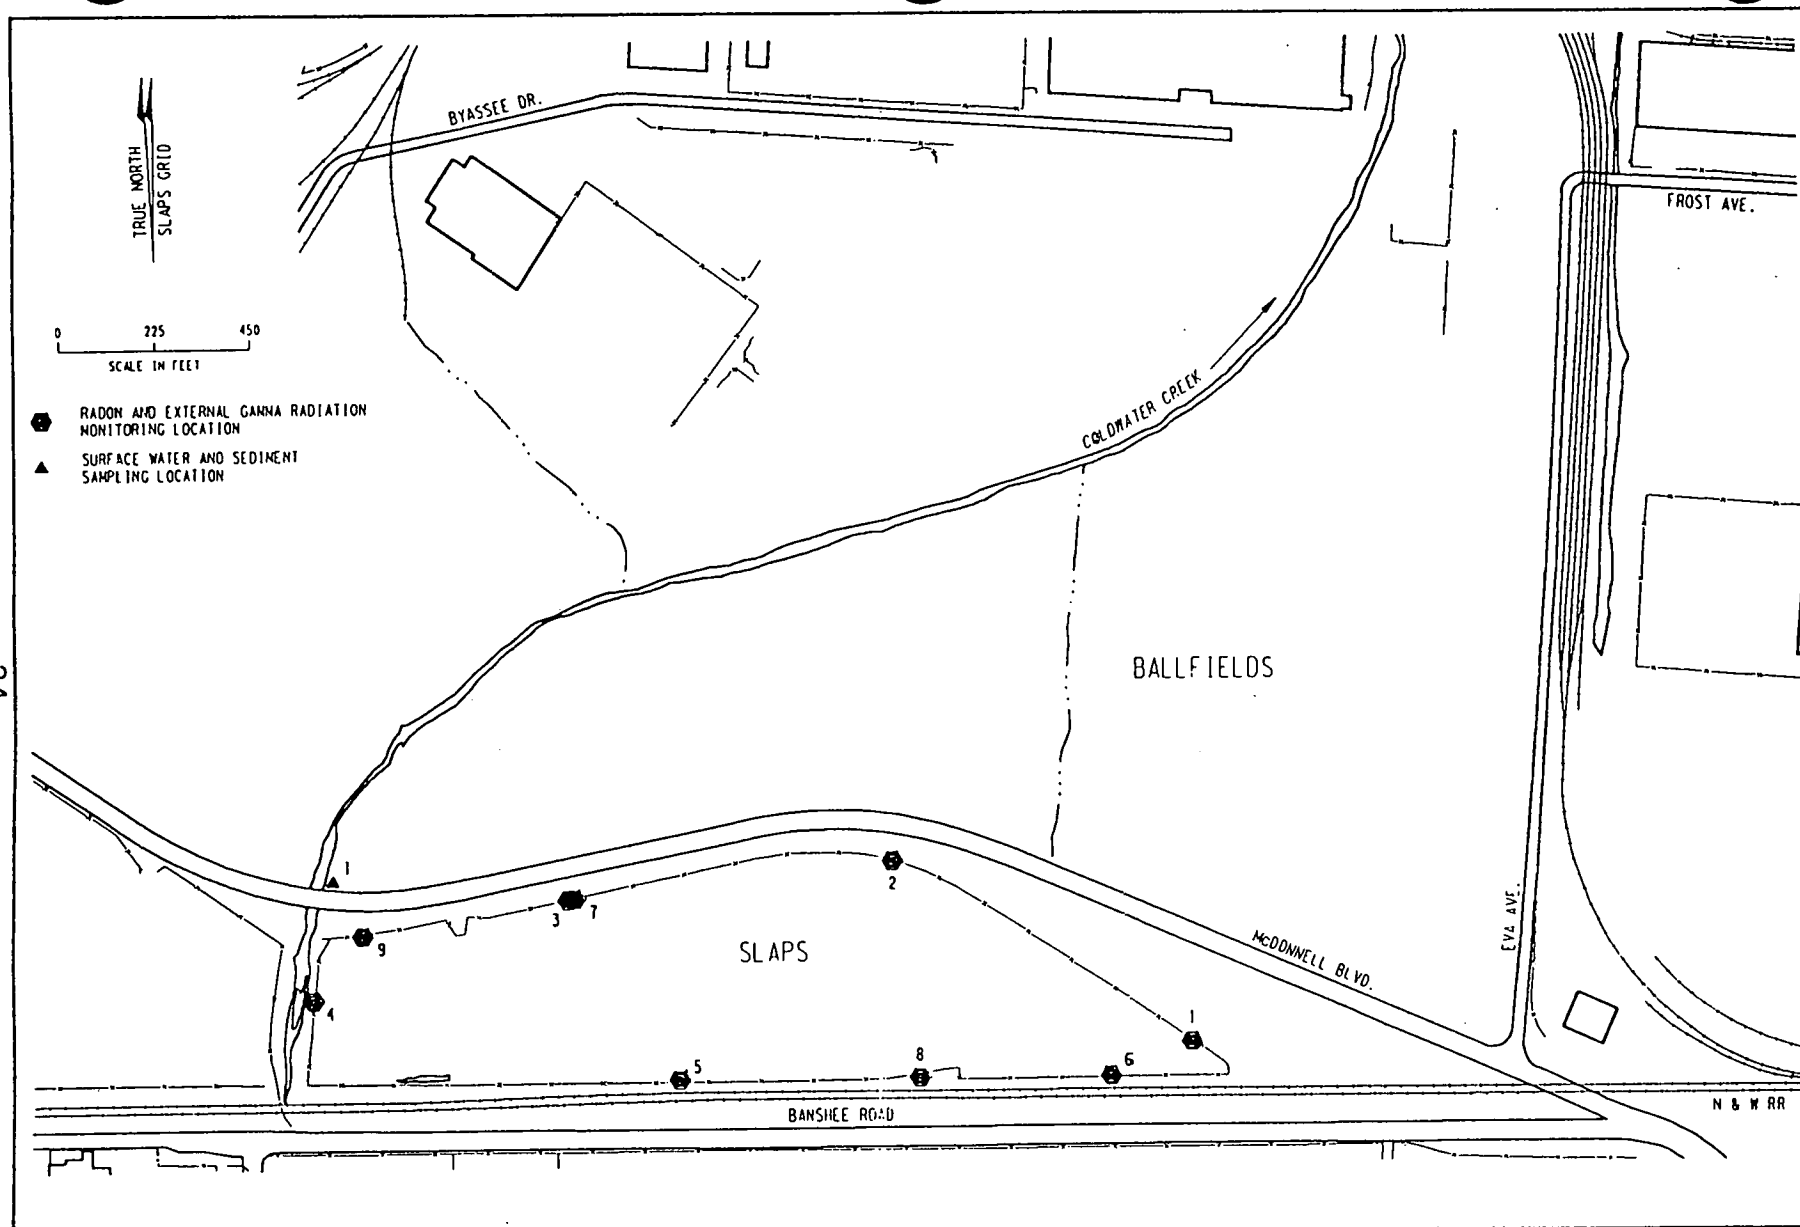 BYASSEE DR.
TRUE NORTH
SLAPS GRID
FROST AVE.
0 225 450
SCALE IN FEET
RADON AND EXTERNAL GAMMA RADIATION
MONITORING LOCATION
SURFACE WATER AND SEDIMENT
SAMPLING LOCATION
COLDWATER CREEK
BALLFIELDS
1
2
3
7
9
SLAPS
McDONNELL BLVD.
EVA AVE.
4
1
5
8
6
BANSHEE ROAD
N & W RR